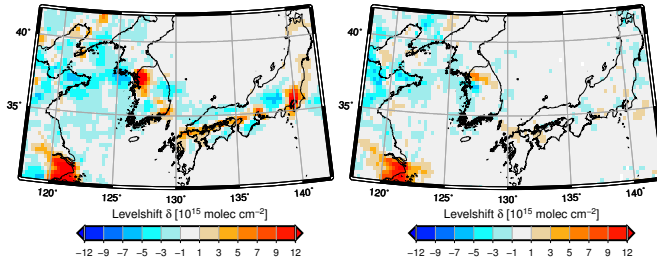 40° 40°
35° 35°
120° 125° 130° 135° 140° 120° 125° 130° 135° 140°
Levelshift δ [10¹⁵ molec cm⁻²] Levelshift δ [10¹⁵ molec cm⁻²]
−12 −9 −7 −5 −3 −1 1 3 5 7 9 12 −12 −9 −7 −5 −3 −1 1 3 5 7 9 12